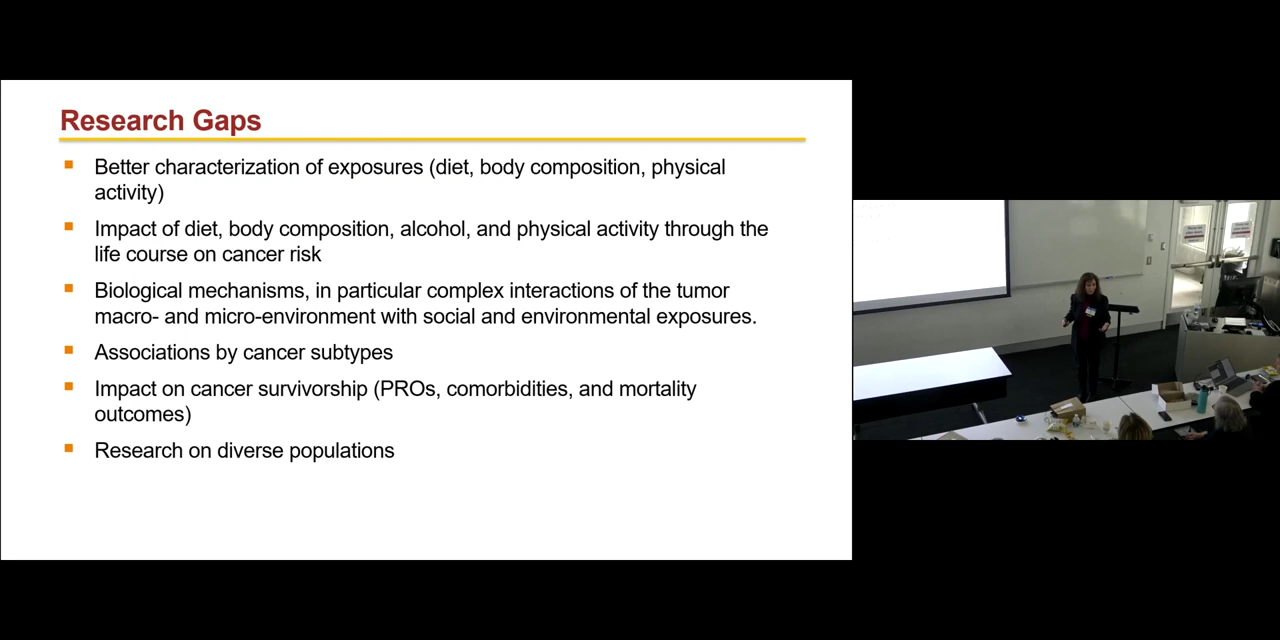 Research Gaps
Better characterization of exposures (diet, body composition, physical
activity)
Impact of diet, body composition, alcohol, and physical activity through the
life course on cancer risk
Biological mechanisms, in particular complex interactions of the tumor
macro- and micro-environment with social and environmental exposures.
Associations by cancer subtypes
Impact on cancer survivorship (PROs, comorbidities, and mortality
outcomes)
Research on diverse populations